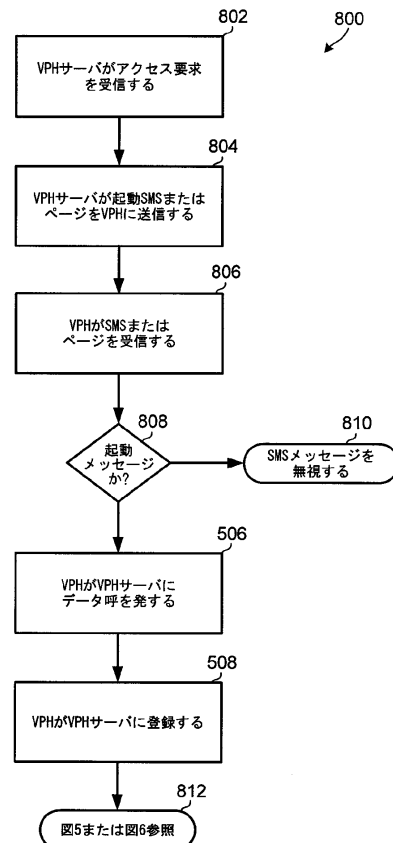 802
800
VPHサーバがアクセス要求
を受信する
804
VPHサーバが起動SMSまたは
ページをVPHに送信する
806
VPHがSMSまたは
ページを受信する
808
起動
メッセージ
か?
810
SMSメッセージを
無視する
506
VPHがVPHサーバに
データ呼を発する
508
VPHがVPHサーバに登録する
812
図5または図6参照